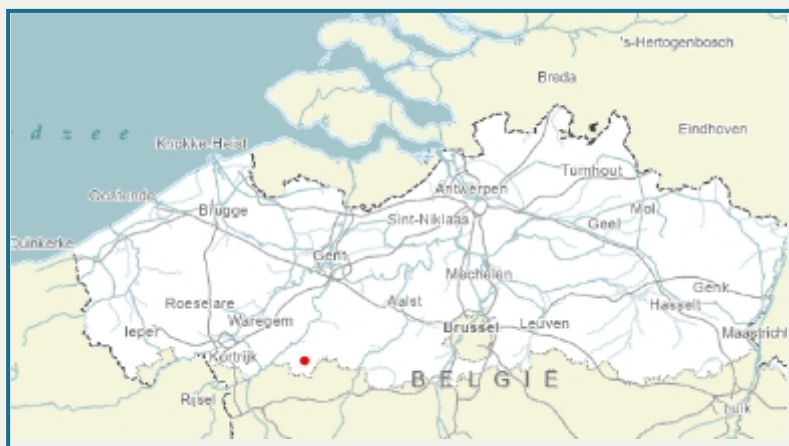 's-Hertogenbosch
Breda
d z e e
Eindhoven
Knokke-Heist
Turnhout
Antwerpen
Oostende
Brugge
Sint-Niklaas
Mol
Geel
Duinkerke
Gent
Mechelen
Genk
Roeselare
Aalst
Hasselt
Waregem
Ieper
Brussel
Leuven
Maastricht
Kortrijk
BELGIË
Rijsel
Luik